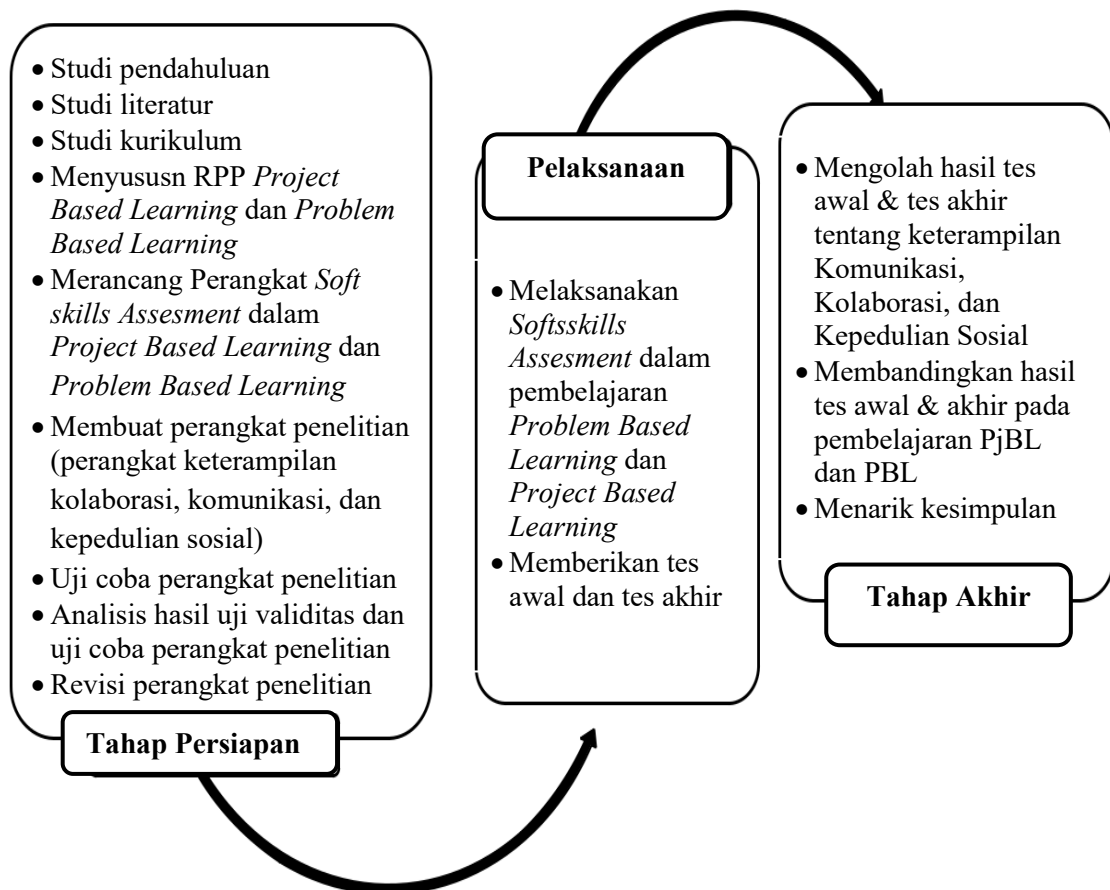 • Studi pendahuluan
• Studi literatur
• Studi kurikulum
• Menyususn RPP Project
Based Learning dan Problem
Based Learning
• Merancang Perangkat Soft
skills Assesment dalam
Project Based Learning dan
Problem Based Learning
• Membuat perangkat penelitian
(perangkat keterampilan
kolaborasi, komunikasi, dan
kepedulian sosial)
• Uji coba perangkat penelitian
• Analisis hasil uji validitas dan
uji coba perangkat penelitian
• Revisi perangkat penelitian
Tahap Persiapan
Pelaksanaan
• Melaksanakan
Softsskills
Assesment dalam
pembelajaran
Problem Based
Learning dan
Project Based
Learning
• Memberikan tes
awal dan tes akhir
• Mengolah hasil tes
awal & tes akhir
tentang keterampilan
Komunikasi,
Kolaborasi, dan
Kepedulian Sosial
• Membandingkan hasil
tes awal & akhir pada
pembelajaran PjBL
dan PBL
• Menarik kesimpulan
Tahap Akhir